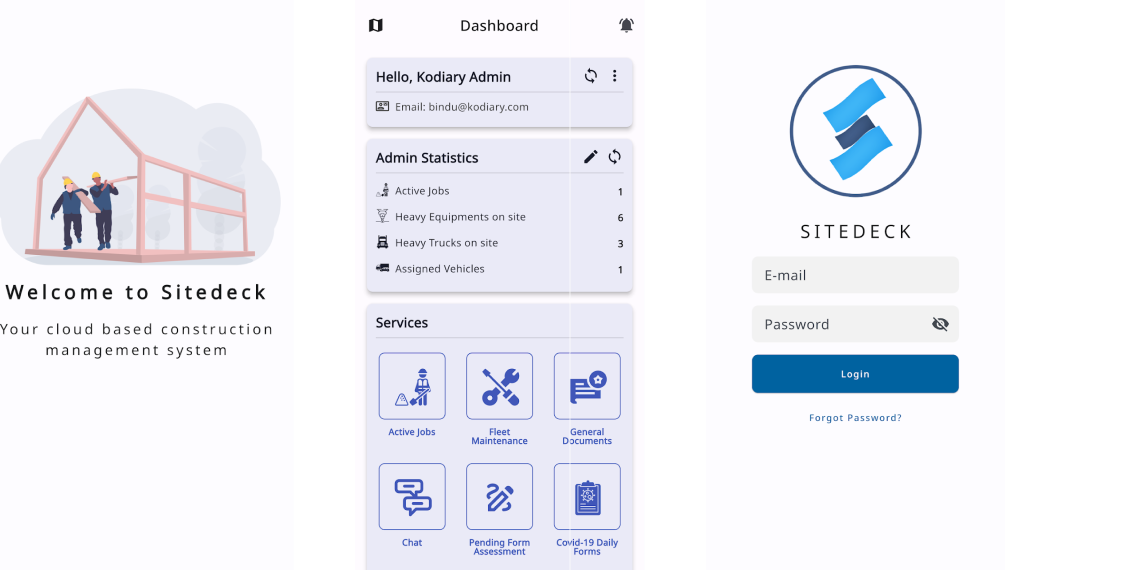 Welcome to Sitedeck
Your cloud based construction
management system
Dashboard
Hello, Kodiary Admin
Email: bindu@kodiary.com
Admin Statistics
Active Jobs 1
Heavy Equipments on site 6
Heavy Trucks on site 3
Assigned Vehicles 1
Services
Active Jobs
Fleet
Maintenance
General
Documents
Chat
Pending Form
Assessment
Covid-19 Daily
Forms
SITEDECK
E-mail
Password
Login
Forgot Password?